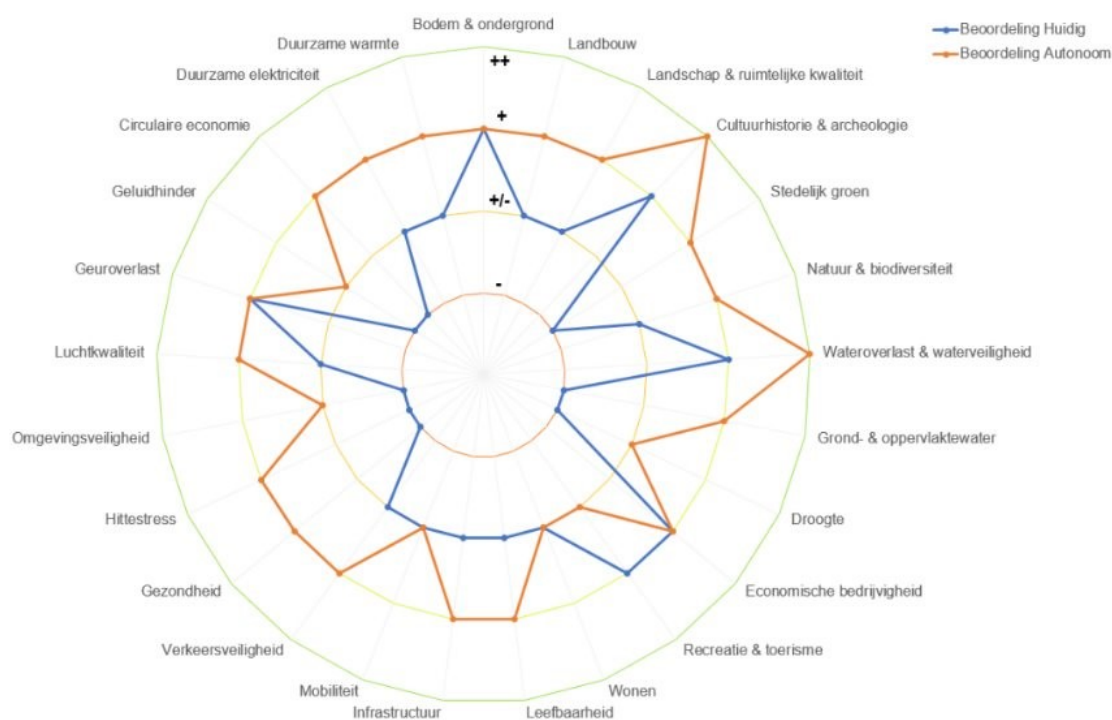 Beoordeling Huidig
Beoordeling Autonoom
Bodem & ondergrond
Landbouw
Landschap & ruimtelijke kwaliteit
Cultuurhistorie & archeologie
Stedelijk groen
Natuur & biodiversiteit
Wateroverlast & waterveiligheid
Grond- & oppervlaktewater
Droogte
Economische bedrijvigheid
Recreatie & toerisme
Wonen
Leefbaarheid
Infrastructuur
Mobiliteit
Verkeersveiligheid
Gezondheid
Hittestress
Omgevingsveiligheid
Luchtkwaliteit
Geuroverlast
Geluidhinder
Circulaire economie
Duurzame elektriciteit
Duurzame warmte
++
+
+/-
-